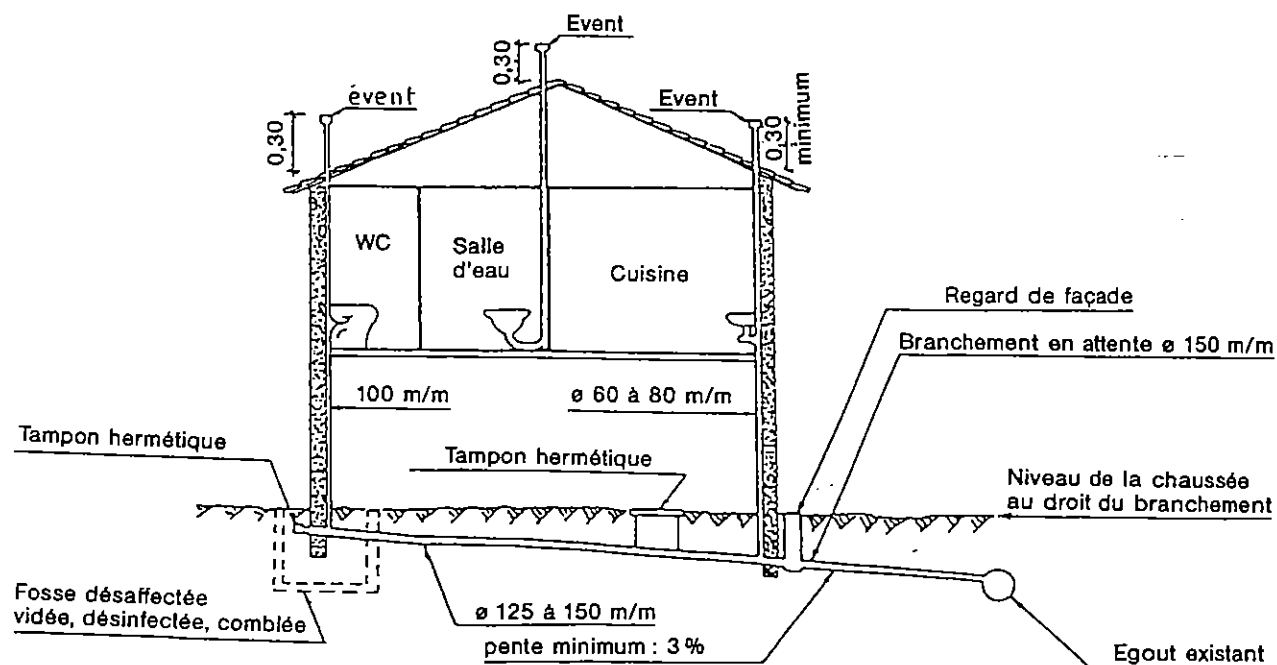 Event
0,30
évent
0,30
Event
0,30
minimum
WC
Salle
d'eau
Cuisine
Regard de façade
Branchement en attente ø 150 m/m
100 m/m
ø 60 à 80 m/m
Tampon hermétique
Tampon hermétique
Niveau de la chaussée
au droit du branchement
Fosse désaffectée
vidée, désinfectée, comblée
ø 125 à 150 m/m
pente minimum : 3 %
Egout existant